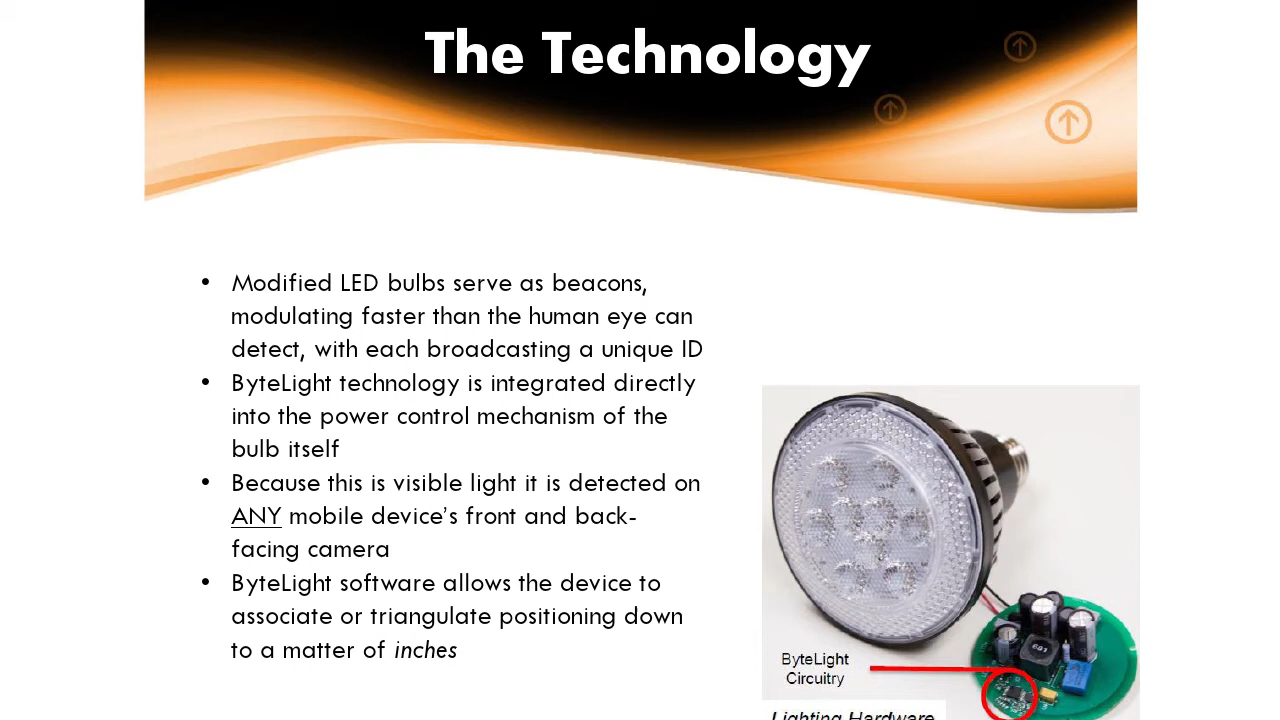 The Technology
• Modified LED bulbs serve as beacons,
modulating faster than the human eye can
detect, with each broadcasting a unique ID
• ByteLight technology is integrated directly
into the power control mechanism of the
bulb itself
• Because this is visible light it is detected on
ANY mobile device’s front and back-
facing camera
• ByteLight software allows the device to
associate or triangulate positioning down
to a matter of inches
ByteLight
Circuitry
Lighting Hardware